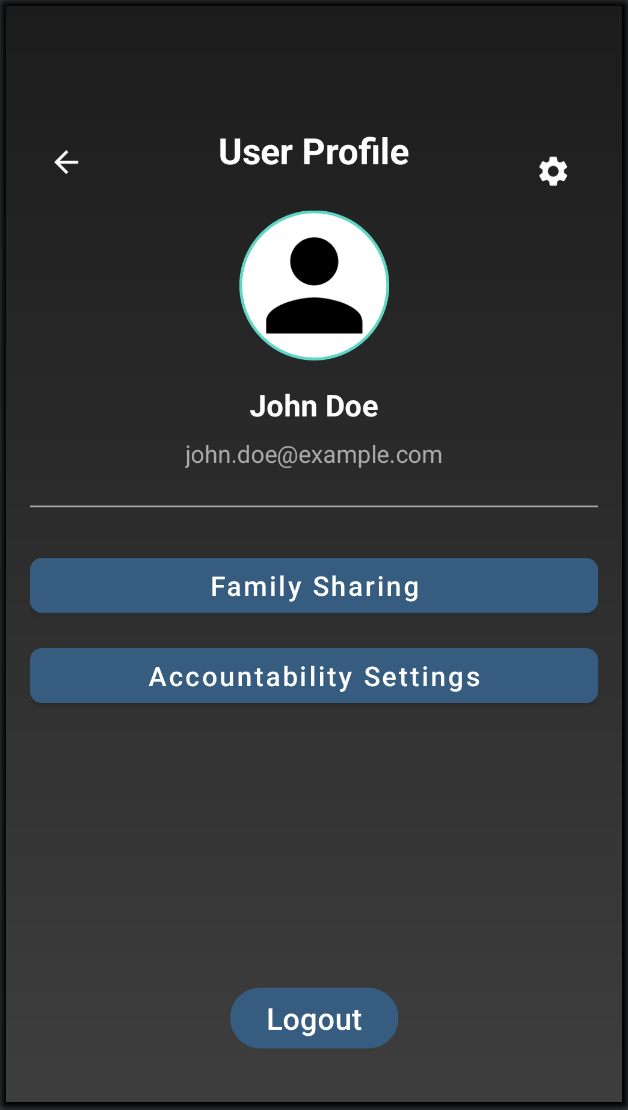 User Profile
John Doe
john.doe@example.com
Family Sharing
Accountability Settings
Logout